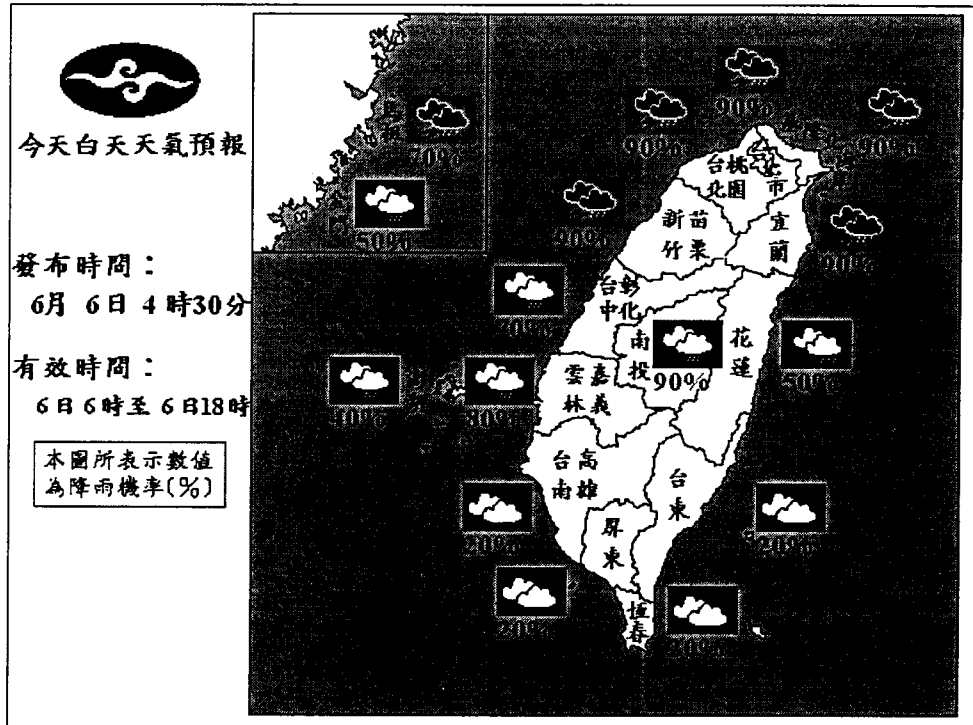 今天白天天氣預報
發布時間：
6月 6日 4時30分
有效時間：
6日6時至 6日18時
本圖所表示數值
為降雨機率(%)
70%
50%
90%
90%
90%
90%
90%
台北
桃園
市
新竹
苗栗
宜蘭
台中
彰化
南投
花蓮
90%
50%
雲林
嘉義
台南
高雄
台東
屏東
恆春
20%
20%
20%